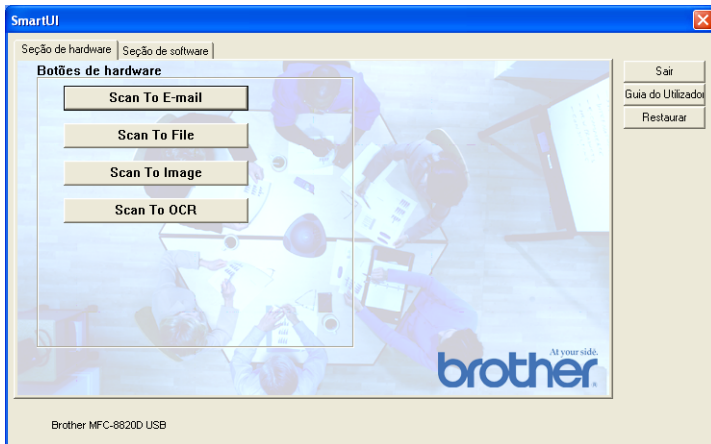 SmartUI
Seção de hardware
Seção de software
Botões de hardware
Scan To E-mail
Scan To File
Scan To Image
Scan To OCR
Sair
Guia do Utilizador
Restaurar
At your side.
brother
Brother MFC-8820D USB